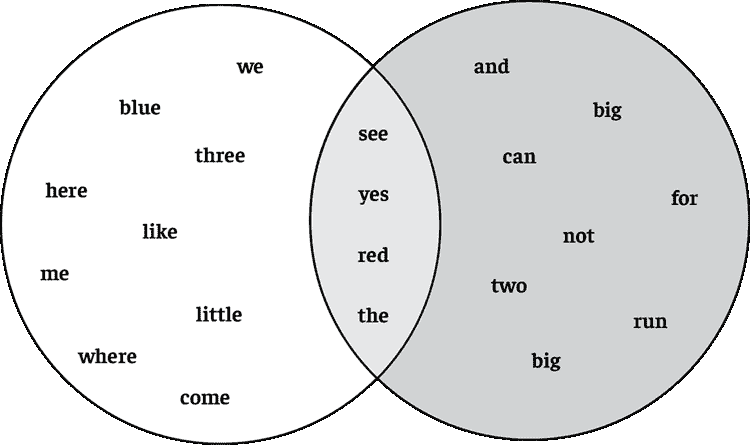 we
blue
three
here
like
me
little
where
come
see
yes
red
the
and
big
can
for
not
two
run
big